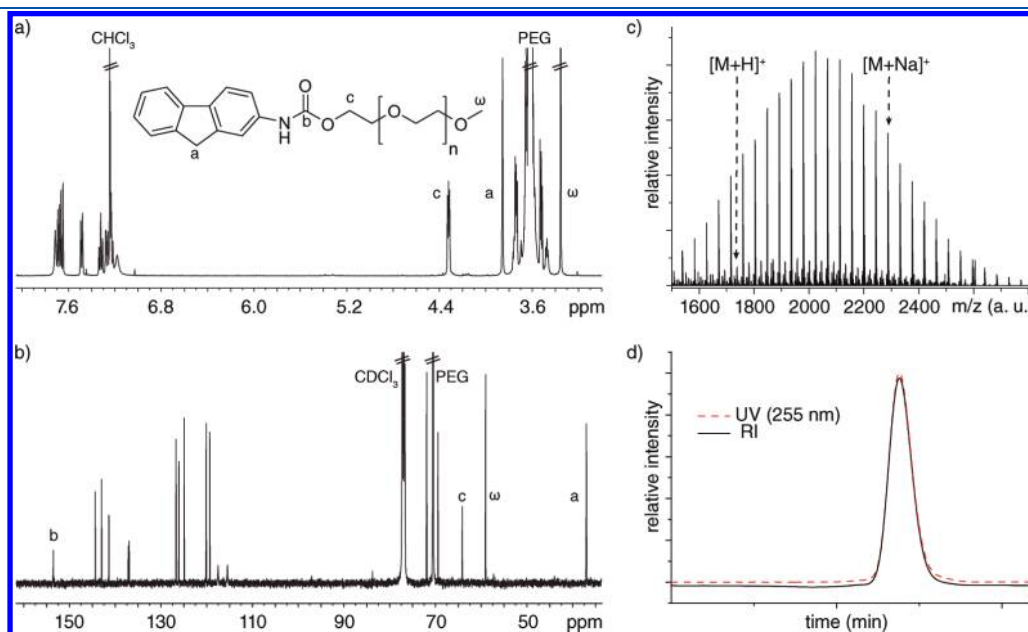 a)
CHCl₃
PEG
O
N
H
b
O
c
O
O
ω
n
a
c
a
ω
7.6 6.8 6.0 5.2 4.4 3.6 ppm
b)
CDCl₃
PEG
b
c
ω
a
150 130 110 90 70 50 ppm
c)
[M+H]⁺
[M+Na]⁺
relative intensity
1600 1800 2000 2200 2400 m/z (a. u.
d)
UV (255 nm)
RI
relative intensity
time (min)